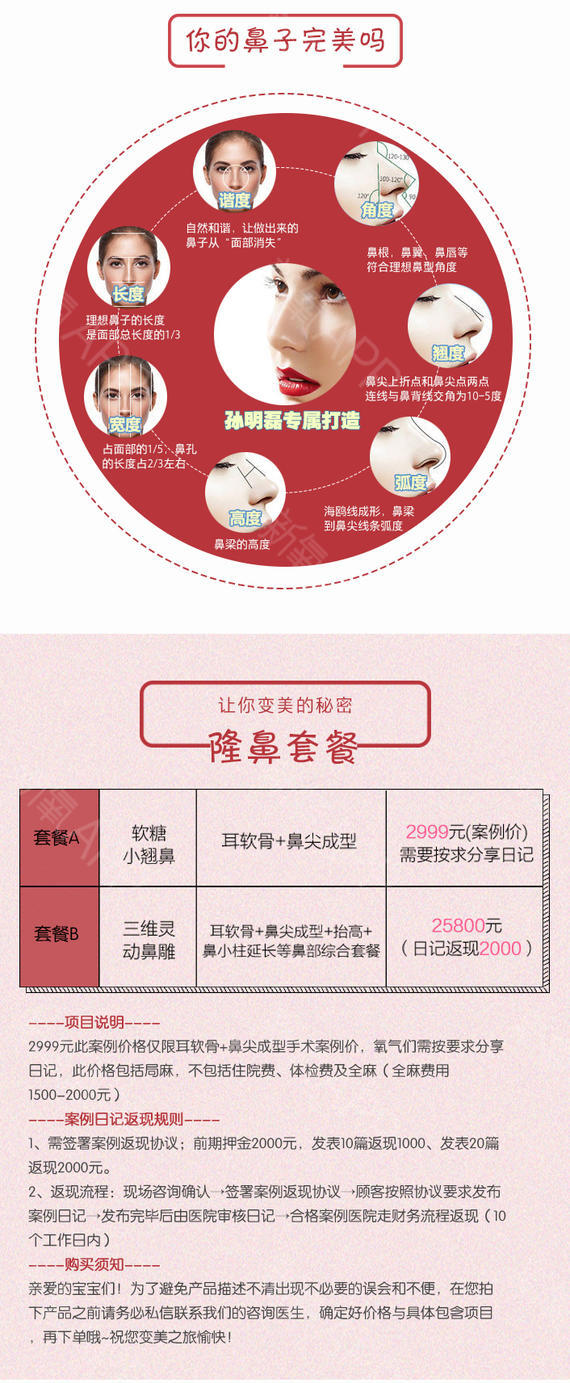 你的鼻子完美吗
谐度
自然和谐，让做出来的
鼻子从“面部消失”
120-130°
100-120°
120°
90
角度
鼻根，鼻翼，鼻唇等
符合理想鼻型角度
长度
理想鼻子的长度
是面部总长度的1/3
翘度
鼻尖上折点和鼻尖点两点
连线与鼻背线交角为10-5度
孙明磊专属打造
宽度
占面部的1/5，鼻孔
的长度占2/3左右
弧度
海鸥线成形，鼻梁
到鼻尖线条弧度
高度
鼻梁的高度
新氧APP
新氧
让你变美的秘密
隆鼻套餐
套餐A
软糖
小翘鼻
耳软骨+鼻尖成型
2999元(案例价)
需要按求分享日记
套餐B
三维灵
动鼻雕
耳软骨+鼻尖成型+抬高+
鼻小柱延长等鼻部综合套餐
25800元
（日记返现2000）
----项目说明----
2999元此案例价格仅限耳软骨+鼻尖成型手术案例价，氧气们需按要求分享
日记，此价格包括局麻，不包括住院费、体检费及全麻（全麻费用
1500-2000元）
----案例日记返现规则----
1、需签署案例返现协议；前期押金2000元，发表10篇返现1000、发表20篇
返现2000元。
2、返现流程：现场咨询确认→签署案例返现协议→顾客按照协议要求发布
案例日记→发布完毕后由医院审核日记→合格案例医院走财务流程返现（10
个工作日内）
----购买须知----
亲爱的宝宝们！为了避免产品描述不清出现不必要的误会和不便，在您拍
下产品之前请务必私信联系我们的咨询医生，确定好价格与具体包含项目
，再下单哦~祝您变美之旅愉快！